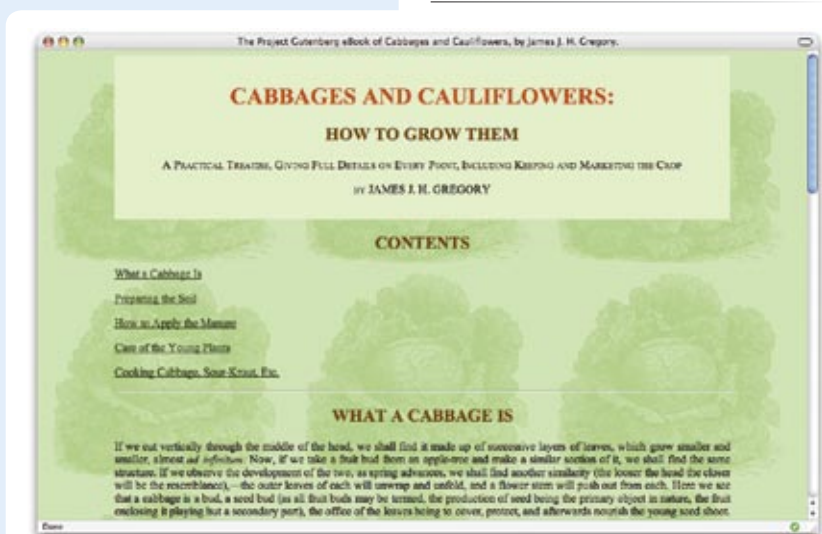 The Project Gutenberg eBook of Cabbages and Cauliflowers, by James J. H. Gregory.
CABBAGES AND CAULIFLOWERS:
HOW TO GROW THEM
A Practical Treatise, Giving Full Details on Every Point, Including Keeping and Marketing the Crop
by JAMES J. H. GREGORY
CONTENTS
What a Cabbage Is
Preparing the Soil
How to Apply the Manure
Care of the Young Plants
Cooking Cabbage, Sour-Kraut, Etc.
WHAT A CABBAGE IS
If we cut vertically through the middle of the head, we shall find it made up of successive layers of leaves, which grow smaller and
smaller, almost ad infinitum. Now, if we take a fruit bud from an apple-tree and make a similar section of it, we shall find the same
structure. If we observe the development of the two, as spring advances, we shall find another similarity (the looser the head the closer
will be the resemblance),—the outer leaves of each will unwrap and unfold, and a flower stem will push out from each. Here we see
that a cabbage is a bud, a seed bud (as all fruit buds may be termed, the production of seed being the primary object in nature, the fruit
enclosing it playing but a secondary part), the office of the leaves being to cover, protect, and afterwards nourish the young seed shoot.
Done